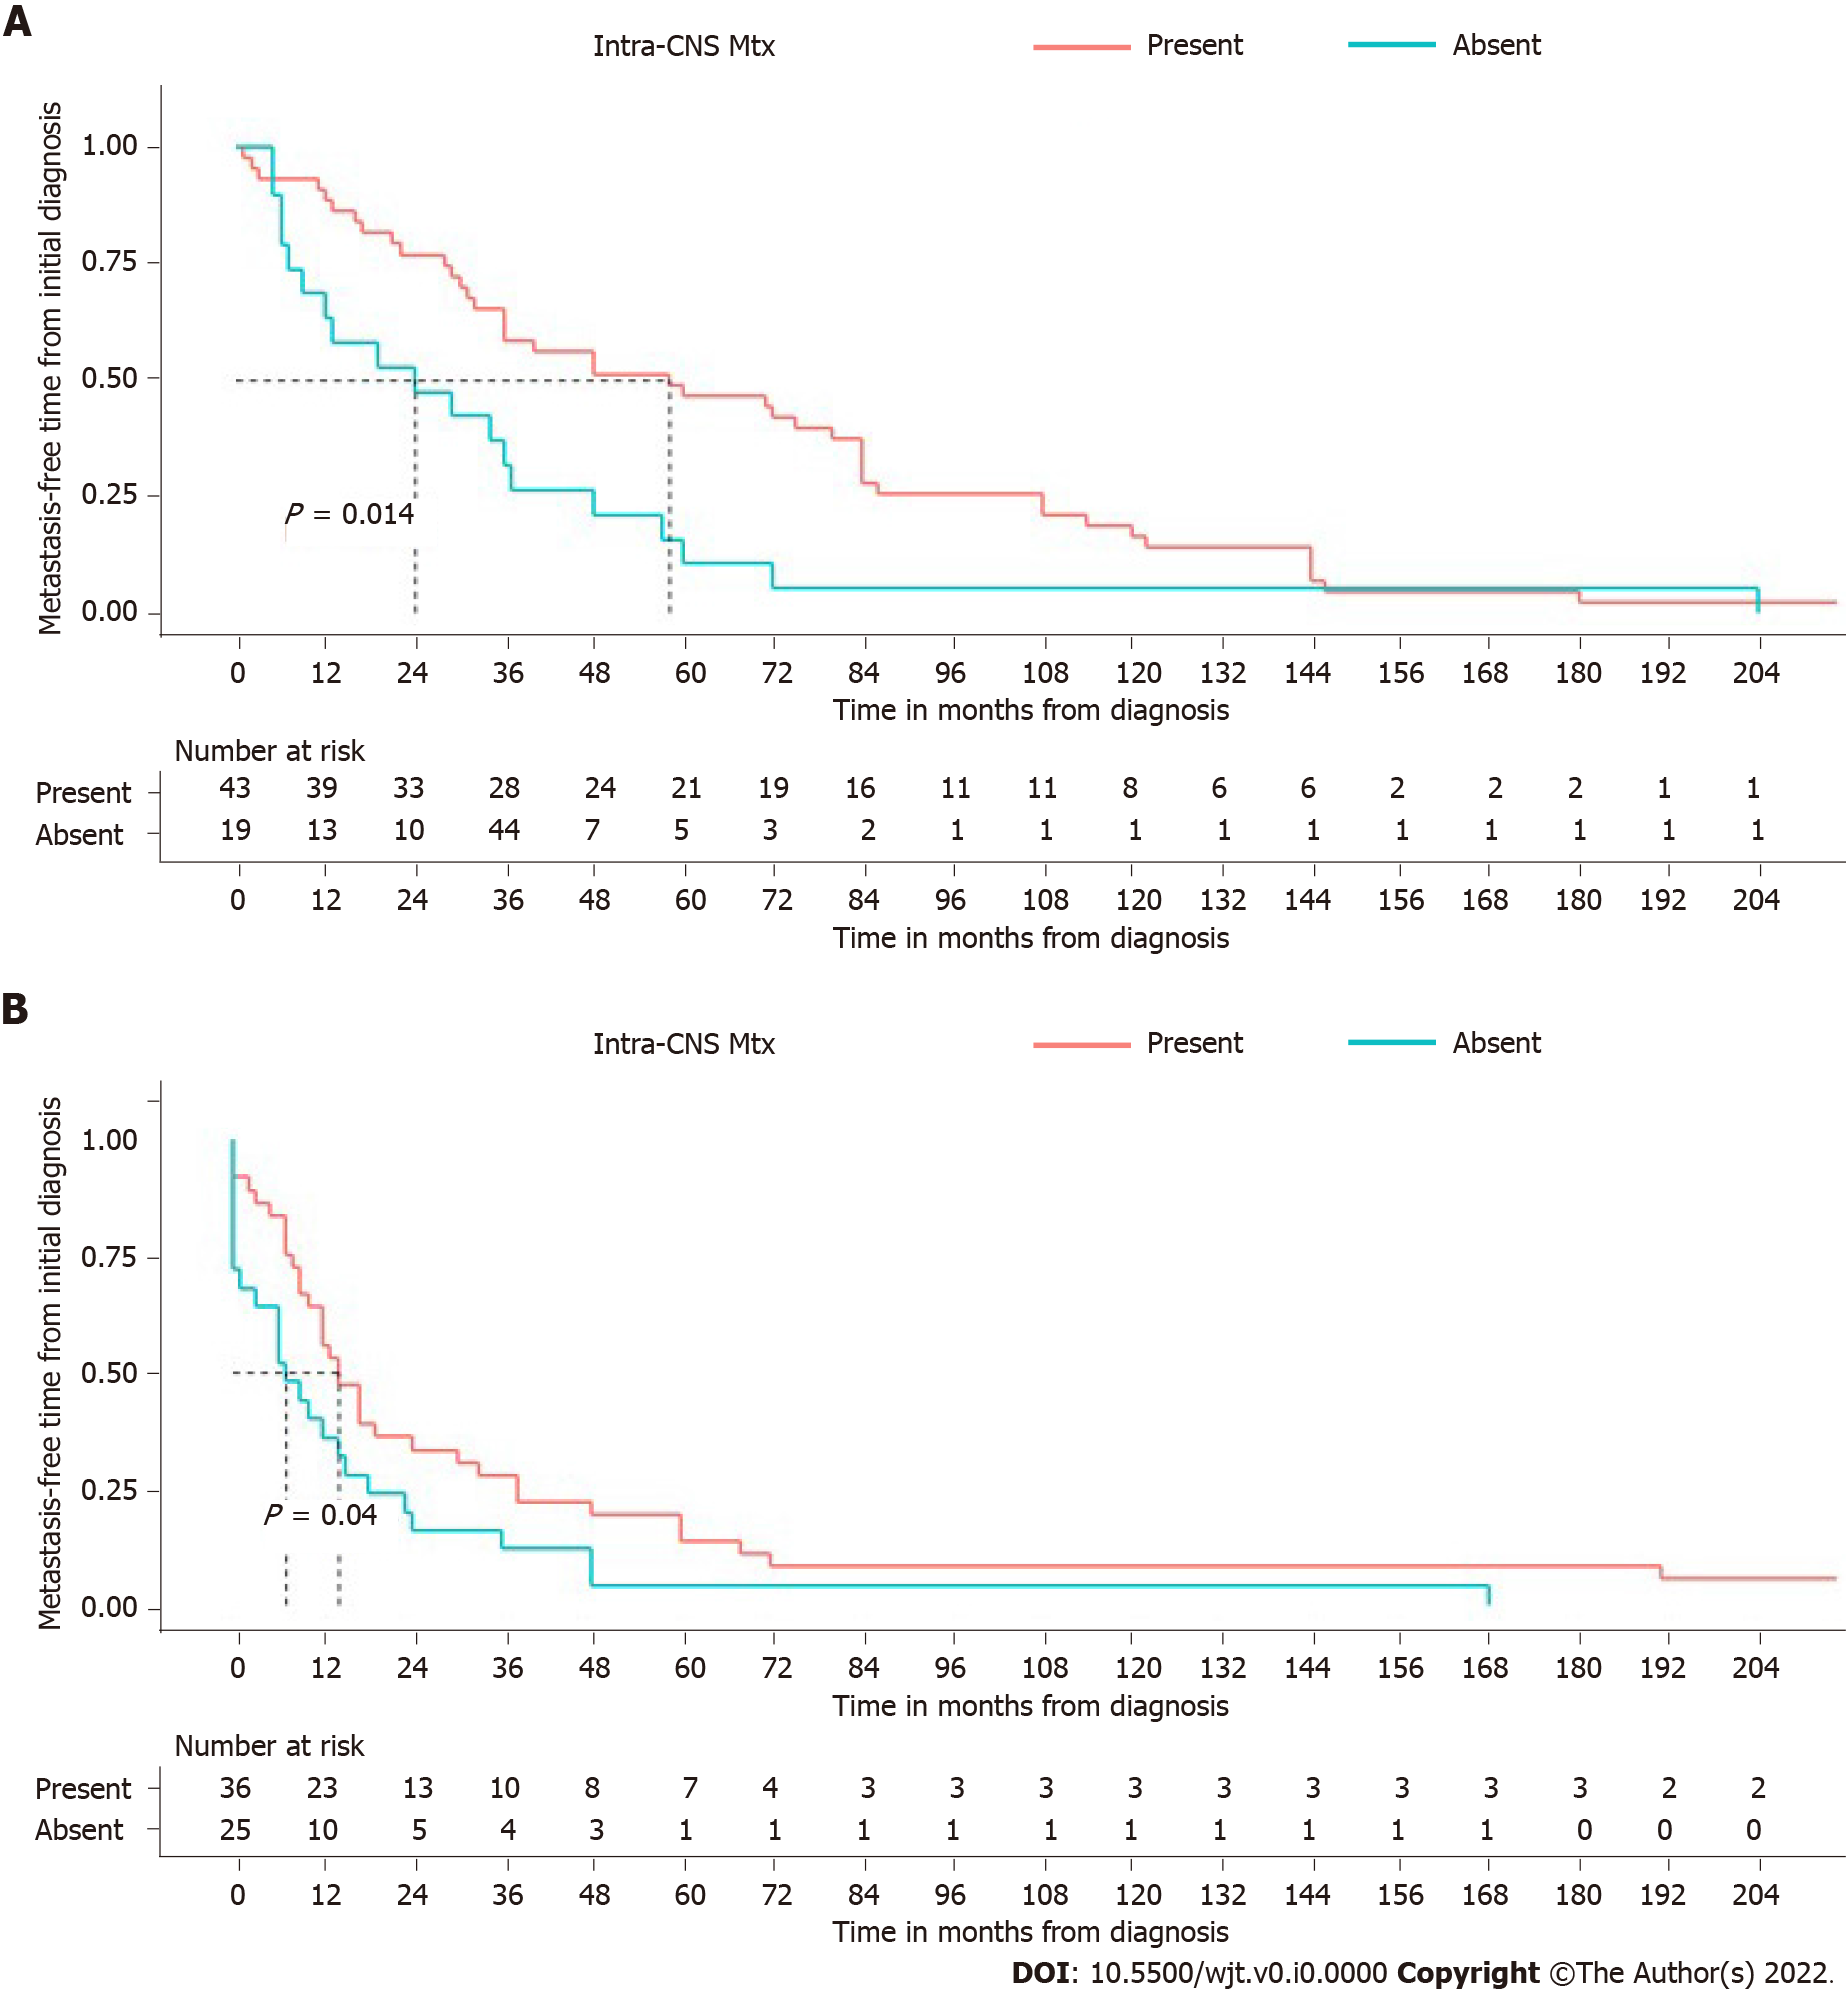 A
Intra-CNS Mtx Present Absent
Metastasis-free time from initial diagnosis
1.00
0.75
0.50
0.25
0.00
P = 0.014
0 12 24 36 48 60 72 84 96 108 120 132 144 156 168 180 192 204
Time in months from diagnosis
Number at risk
Present 43 39 33 28 24 21 19 16 11 11 8 6 6 2 2 2 1 1
Absent 19 13 10 44 7 5 3 2 1 1 1 1 1 1 1 1 1 1
0 12 24 36 48 60 72 84 96 108 120 132 144 156 168 180 192 204
Time in months from diagnosis
B
Intra-CNS Mtx Present Absent
Metastasis-free time from initial diagnosis
1.00
0.75
0.50
0.25
0.00
P = 0.04
0 12 24 36 48 60 72 84 96 108 120 132 144 156 168 180 192 204
Time in months from diagnosis
Number at risk
Present 36 23 13 10 8 7 4 3 3 3 3 3 3 3 3 3 2 2
Absent 25 10 5 4 3 1 1 1 1 1 1 1 1 1 1 0 0 0
0 12 24 36 48 60 72 84 96 108 120 132 144 156 168 180 192 204
Time in months from diagnosis
DOI: 10.5500/wjt.v0.i0.0000 Copyright ©The Author(s) 2022.